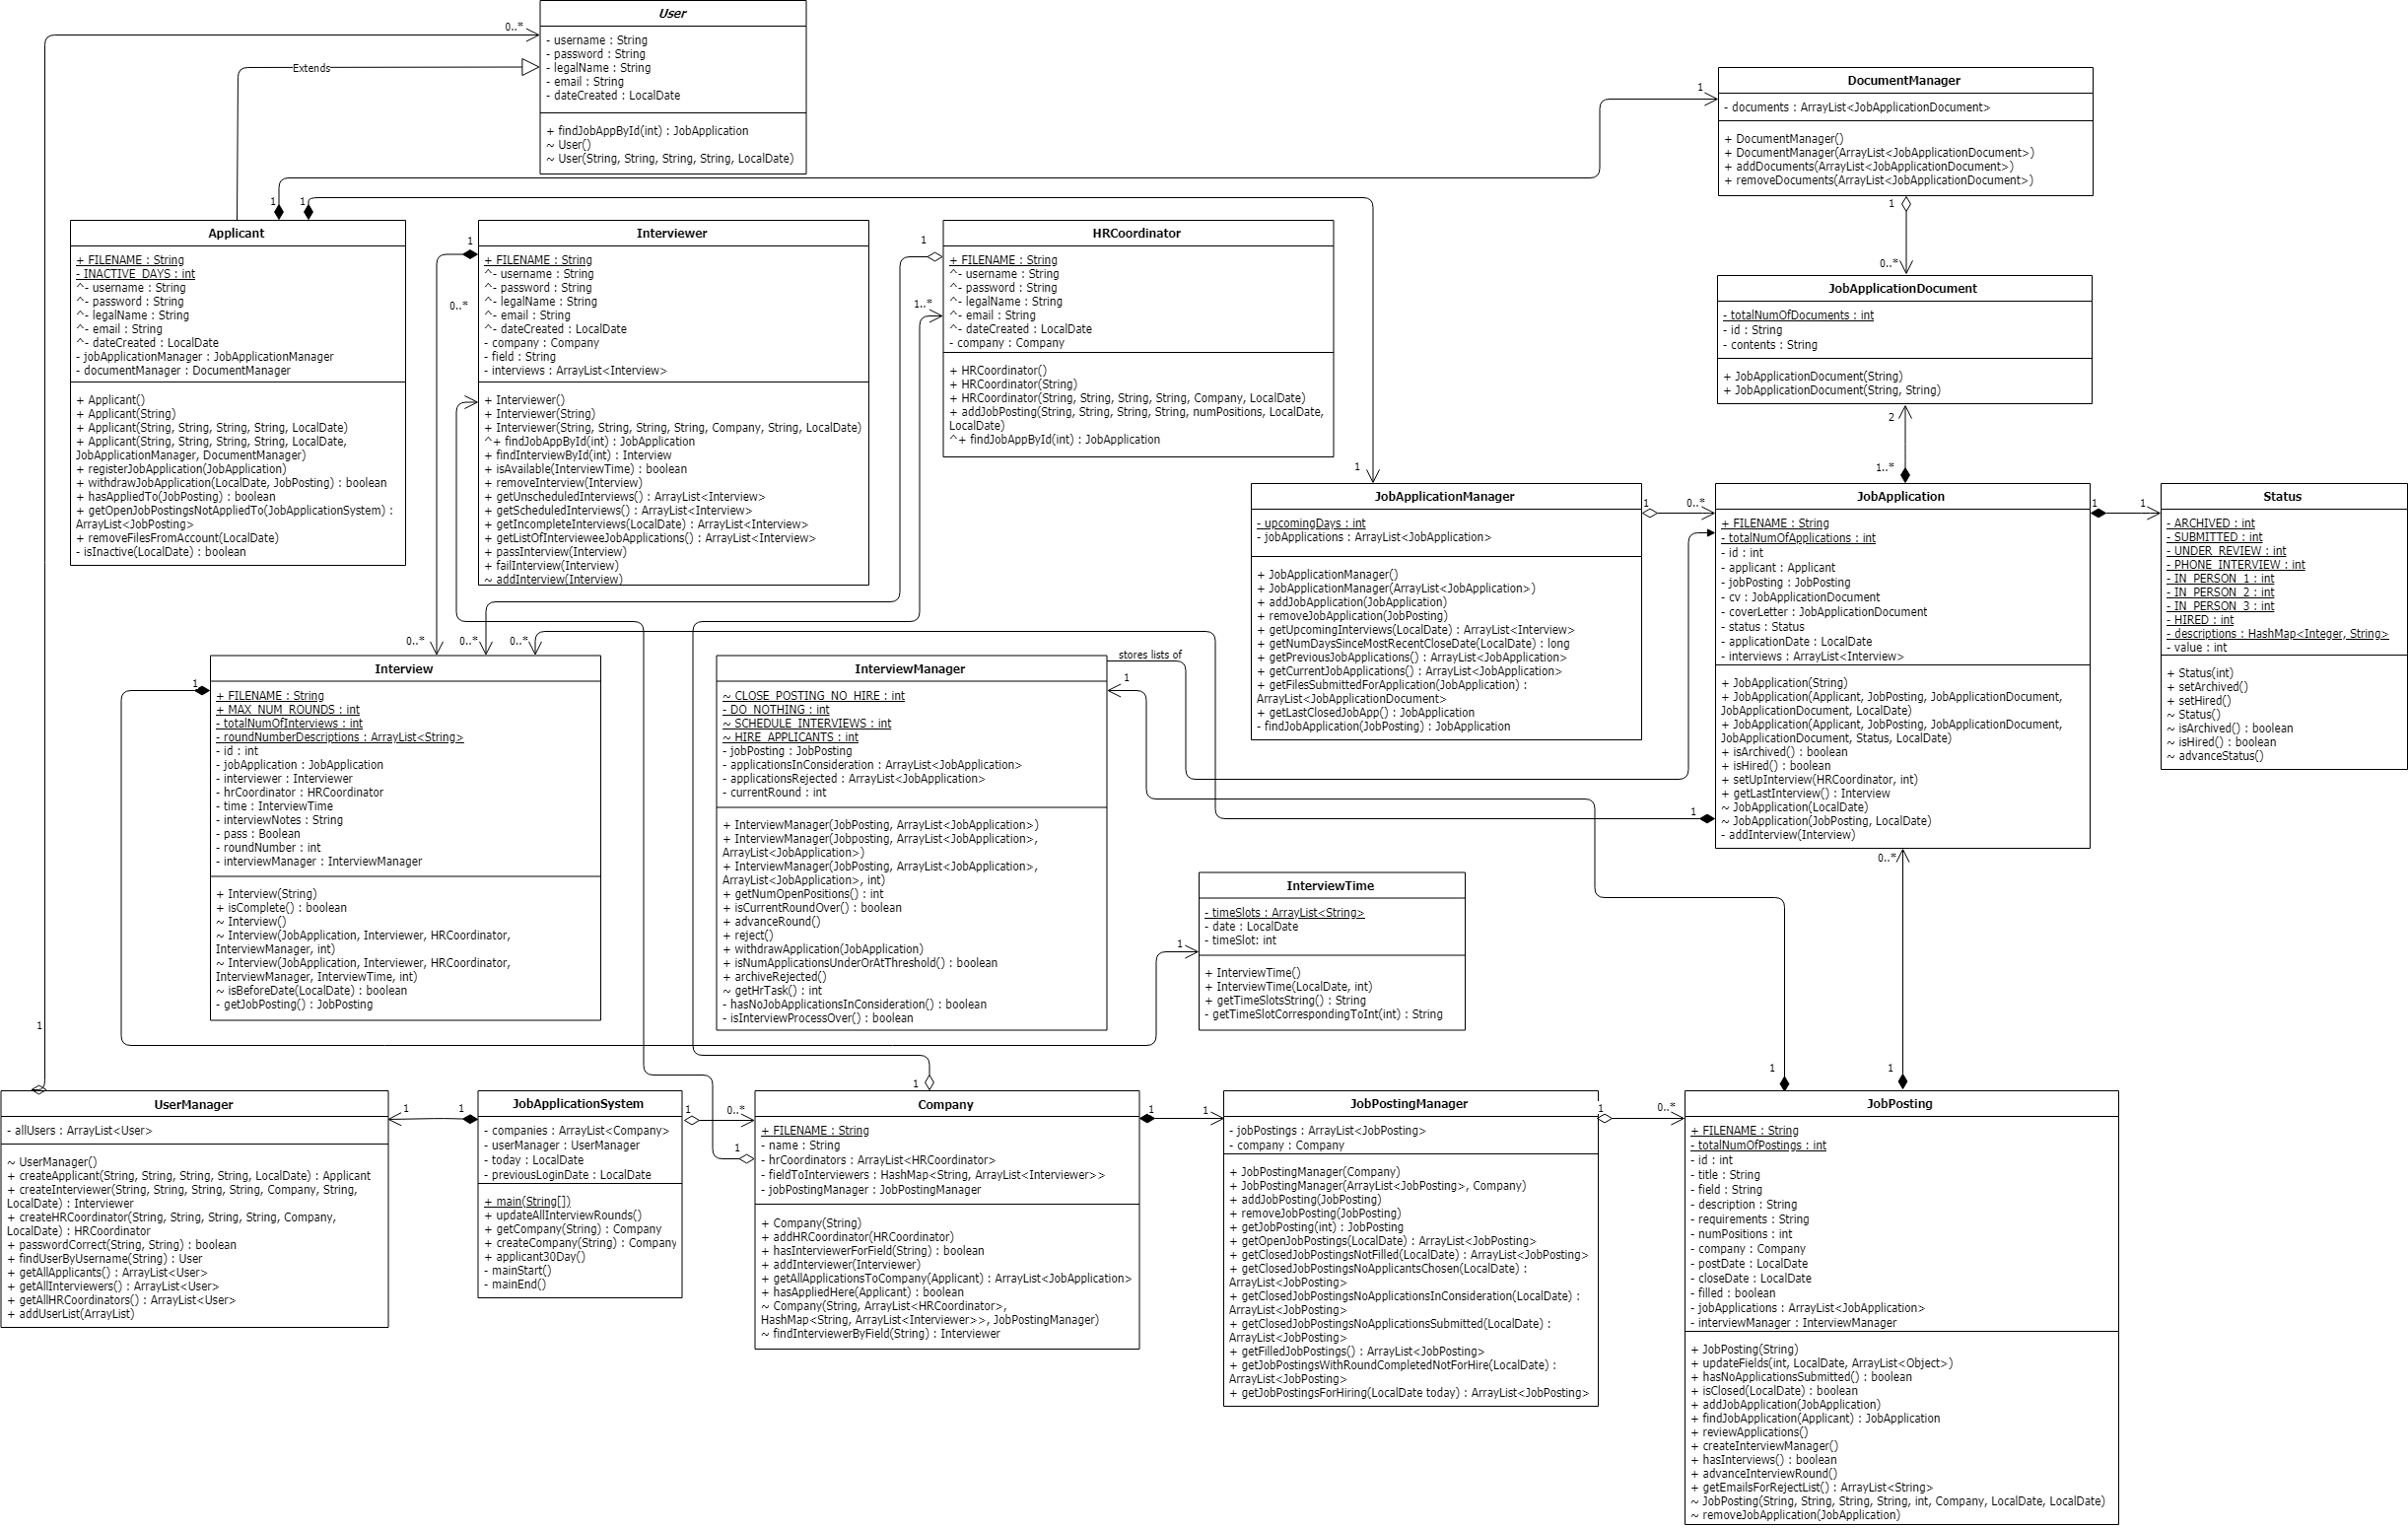 User
- username : String
- password : String
- legalName : String
- email : String
- dateCreated : LocalDate
+ findJobAppById(int) : JobApplication
~ User()
~ User(String, String, String, String, LocalDate)
0..*
Extends
DocumentManager
- documents : ArrayList<JobApplicationDocument>
+ DocumentManager()
+ DocumentManager(ArrayList<JobApplicationDocument>)
+ addDocuments(ArrayList<JobApplicationDocument>)
+ removeDocuments(ArrayList<JobApplicationDocument>)
1
1
0..*
1
1
Applicant
+ FILENAME : String
- INACTIVE_DAYS : int
^- username : String
^- password : String
^- legalName : String
^- email : String
^- dateCreated : LocalDate
- jobApplicationManager : JobApplicationManager
- documentManager : DocumentManager
+ Applicant()
+ Applicant(String)
+ Applicant(String, String, String, String, LocalDate)
+ Applicant(String, String, String, String, LocalDate,
JobApplicationManager, DocumentManager)
+ registerJobApplication(JobApplication)
+ withdrawJobApplication(LocalDate, JobPosting) : boolean
+ hasAppliedTo(JobPosting) : boolean
+ getOpenJobPostingsNotAppliedTo(JobApplicationSystem) :
ArrayList<JobPosting>
+ removeFilesFromAccount(LocalDate)
- isInactive(LocalDate) : boolean
1
0..*
Interviewer
+ FILENAME : String
^- username : String
^- password : String
^- legalName : String
^- email : String
^- dateCreated : LocalDate
- company : Company
- field : String
- interviews : ArrayList<Interview>
+ Interviewer()
+ Interviewer(String)
+ Interviewer(String, String, String, String, Company, String, LocalDate)
^+ findJobAppById(int) : JobApplication
+ findInterviewById(int) : Interview
+ isAvailable(InterviewTime) : boolean
+ removeInterview(Interview)
+ getUnscheduledInterviews() : ArrayList<Interview>
+ getScheduledInterviews() : ArrayList<Interview>
+ getIncompleteInterviews(LocalDate) : ArrayList<Interview>
+ getListOfIntervieweeJobApplications() : ArrayList<Interview>
+ passInterview(Interview)
+ failInterview(Interview)
~ addInterview(Interview)
1
1..*
HRCoordinator
+ FILENAME : String
^- username : String
^- password : String
^- legalName : String
^- email : String
^- dateCreated : LocalDate
- company : Company
+ HRCoordinator()
+ HRCoordinator(String)
+ HRCoordinator(String, String, String, String, Company, LocalDate)
+ addJobPosting(String, String, String, String, numPositions, LocalDate,
LocalDate)
^+ findJobAppById(int) : JobApplication
JobApplicationDocument
- totalNumOfDocuments : int
- id : String
- contents : String
+ JobApplicationDocument(String)
+ JobApplicationDocument(String, String)
2
1..*
1
JobApplicationManager
- upcomingDays : int
- jobApplications : ArrayList<JobApplication>
+ JobApplicationManager()
+ JobApplicationManager(ArrayList<JobApplication>)
+ addJobApplication(JobApplication)
+ removeJobApplication(JobPosting)
+ getUpcomingInterviews(LocalDate) : ArrayList<Interview>
+ getNumDaysSinceMostRecentCloseDate(LocalDate) : long
+ getPreviousJobApplications() : ArrayList<JobApplication>
+ getCurrentJobApplications() : ArrayList<JobApplication>
+ getFilesSubmittedForApplication(JobApplication) :
ArrayList<JobApplicationDocument>
+ getLastClosedJobApp() : JobApplication
- findJobApplication(JobPosting) : JobApplication
1
0..*
JobApplication
+ FILENAME : String
- totalNumOfApplications : int
- id : int
- applicant : Applicant
- jobPosting : JobPosting
- cv : JobApplicationDocument
- coverLetter : JobApplicationDocument
- status : Status
- applicationDate : LocalDate
- interviews : ArrayList<Interview>
+ JobApplication(String)
+ JobApplication(Applicant, JobPosting, JobApplicationDocument,
JobApplicationDocument, LocalDate)
+ JobApplication(Applicant, JobPosting, JobApplicationDocument,
JobApplicationDocument, Status, LocalDate)
+ isArchived() : boolean
+ isHired() : boolean
+ setUpInterview(HRCoordinator, int)
+ getLastInterview() : Interview
~ JobApplication(LocalDate)
~ JobApplication(JobPosting, LocalDate)
- addInterview(Interview)
1
1
Status
- ARCHIVED : int
- SUBMITTED : int
- UNDER_REVIEW : int
- PHONE_INTERVIEW : int
- IN_PERSON_1 : int
- IN_PERSON_2 : int
- IN_PERSON_3 : int
- HIRED : int
- descriptions : HashMap<Integer, String>
- value : int
+ Status(int)
+ setArchived()
+ setHired()
~ Status()
~ isArchived() : boolean
~ isHired() : boolean
~ advanceStatus()
0..*
0..*
0..*
1
Interview
+ FILENAME : String
+ MAX_NUM_ROUNDS : int
- totalNumOfInterviews : int
- roundNumberDescriptions : ArrayList<String>
- id : int
- jobApplication : JobApplication
- interviewer : Interviewer
- hrCoordinator : HRCoordinator
- time : InterviewTime
- interviewNotes : String
- pass : Boolean
- roundNumber : int
- interviewManager : InterviewManager
+ Interview(String)
+ isComplete() : boolean
~ Interview()
~ Interview(JobApplication, Interviewer, HRCoordinator,
InterviewManager, int)
~ Interview(JobApplication, Interviewer, HRCoordinator,
InterviewManager, InterviewTime, int)
~ isBeforeDate(LocalDate) : boolean
- getJobPosting() : JobPosting
InterviewManager
~ CLOSE_POSTING_NO_HIRE : int
- DO_NOTHING : int
~ SCHEDULE_INTERVIEWS : int
~ HIRE_APPLICANTS : int
- jobPosting : JobPosting
- applicationsInConsideration : ArrayList<JobApplication>
- applicationsRejected : ArrayList<JobApplication>
- currentRound : int
+ InterviewManager(JobPosting, ArrayList<JobApplication>)
+ InterviewManager(Jobposting, ArrayList<JobApplication>,
ArrayList<JobApplication>)
+ InterviewManager(JobPosting, ArrayList<JobApplication>,
ArrayList<JobApplication>, int)
+ getNumOpenPositions() : int
+ isCurrentRoundOver() : boolean
+ advanceRound()
+ reject()
+ withdrawApplication(JobApplication)
+ isNumApplicationsUnderOrAtThreshold() : boolean
+ archiveRejected()
~ getHrTask() : int
- hasNoJobApplicationsInConsideration() : boolean
- isInterviewProcessOver() : boolean
stores lists of
1
1
0..*
InterviewTime
- timeSlots : ArrayList<String>
- date : LocalDate
- timeSlot: int
+ InterviewTime()
+ InterviewTime(LocalDate, int)
+ getTimeSlotsString() : String
- getTimeSlotCorrespondingToInt(int) : String
1
1
UserManager
- allUsers : ArrayList<User>
~ UserManager()
+ createApplicant(String, String, String, String, LocalDate) : Applicant
+ createInterviewer(String, String, String, String, Company, String,
LocalDate) : Interviewer
+ createHRCoordinator(String, String, String, String, Company,
LocalDate) : HRCoordinator
+ passwordCorrect(String, String) : boolean
+ findUserByUsername(String) : User
+ getAllApplicants() : ArrayList<User>
+ getAllInterviewers() : ArrayList<User>
+ getAllHRCoordinators() : ArrayList<User>
+ addUserList(ArrayList)
1
1
JobApplicationSystem
- companies : ArrayList<Company>
- userManager : UserManager
- today : LocalDate
- previousLoginDate : LocalDate
+ main(String[])
+ updateAllInterviewRounds()
+ getCompany(String) : Company
+ createCompany(String) : Company
+ applicant30Day()
- mainStart()
- mainEnd()
1
0..*
1
1
Company
+ FILENAME : String
- name : String
- hrCoordinators : ArrayList<HRCoordinator>
- fieldToInterviewers : HashMap<String, ArrayList<Interviewer>>
- jobPostingManager : JobPostingManager
+ Company(String)
+ addHRCoordinator(HRCoordinator)
+ hasInterviewerForField(String) : boolean
+ addInterviewer(Interviewer)
+ getAllApplicationsToCompany(Applicant) : ArrayList<JobApplication>
+ hasAppliedHere(Applicant) : boolean
~ Company(String, ArrayList<HRCoordinator>,
HashMap<String, ArrayList<Interviewer>>, JobPostingManager)
~ findInterviewerByField(String) : Interviewer
1
1
JobPostingManager
- jobPostings : ArrayList<JobPosting>
- company : Company
+ JobPostingManager(Company)
+ JobPostingManager(ArrayList<JobPosting>, Company)
+ addJobPosting(JobPosting)
+ removeJobPosting(JobPosting)
+ getJobPosting(int) : JobPosting
+ getOpenJobPostings(LocalDate) : ArrayList<JobPosting>
+ getClosedJobPostingsNotFilled(LocalDate) : ArrayList<JobPosting>
+ getClosedJobPostingsNoApplicantsChosen(LocalDate) :
ArrayList<JobPosting>
+ getClosedJobPostingsNoApplicationsInConsideration(LocalDate) :
ArrayList<JobPosting>
+ getClosedJobPostingsNoApplicationsSubmitted(LocalDate) :
ArrayList<JobPosting>
+ getFilledJobPostings() : ArrayList<JobPosting>
+ getJobPostingsWithRoundCompletedNotForHire(LocalDate) :
ArrayList<JobPosting>
+ getJobPostingsForHiring(LocalDate today) : ArrayList<JobPosting>
1
0..*
1
1
JobPosting
+ FILENAME : String
- totalNumOfPostings : int
- id : int
- title : String
- field : String
- description : String
- requirements : String
- numPositions : int
- company : Company
- postDate : LocalDate
- closeDate : LocalDate
- filled : boolean
- jobApplications : ArrayList<JobApplication>
- interviewManager : InterviewManager
+ JobPosting(String)
+ updateFields(int, LocalDate, ArrayList<Object>)
+ hasNoApplicationsSubmitted() : boolean
+ isClosed(LocalDate) : boolean
+ addJobApplication(JobApplication)
+ findJobApplication(Applicant) : JobApplication
+ reviewApplications()
+ createInterviewManager()
+ hasInterviews() : boolean
+ advanceInterviewRound()
+ getEmailsForRejectList() : ArrayList<String>
~ JobPosting(String, String, String, String, int, Company, LocalDate, LocalDate)
~ removeJobApplication(JobApplication)